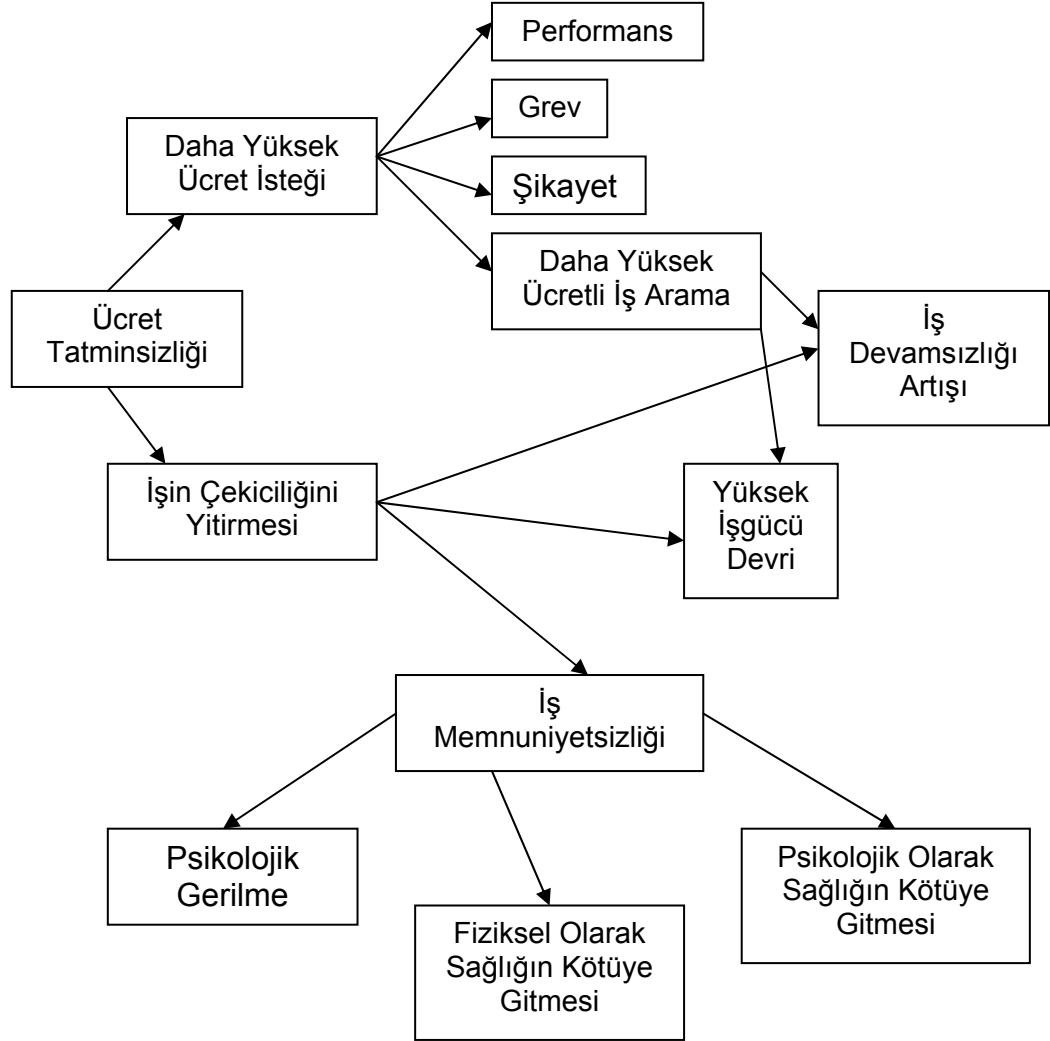 Performans
Grev
Daha Yüksek
Ücret İsteği
Şikayet
Daha Yüksek
Ücretli İş Arama
Ücret
Tatminsizliği
İş
Devamsızlığı
Artışı
İşin Çekiciliğini
Yitirmesi
Yüksek
İşgücü
Devri
İş
Memnuniyetsizliği
Psikolojik
Gerilme
Fiziksel Olarak
Sağlığın Kötüye
Gitmesi
Psikolojik Olarak
Sağlığın Kötüye
Gitmesi